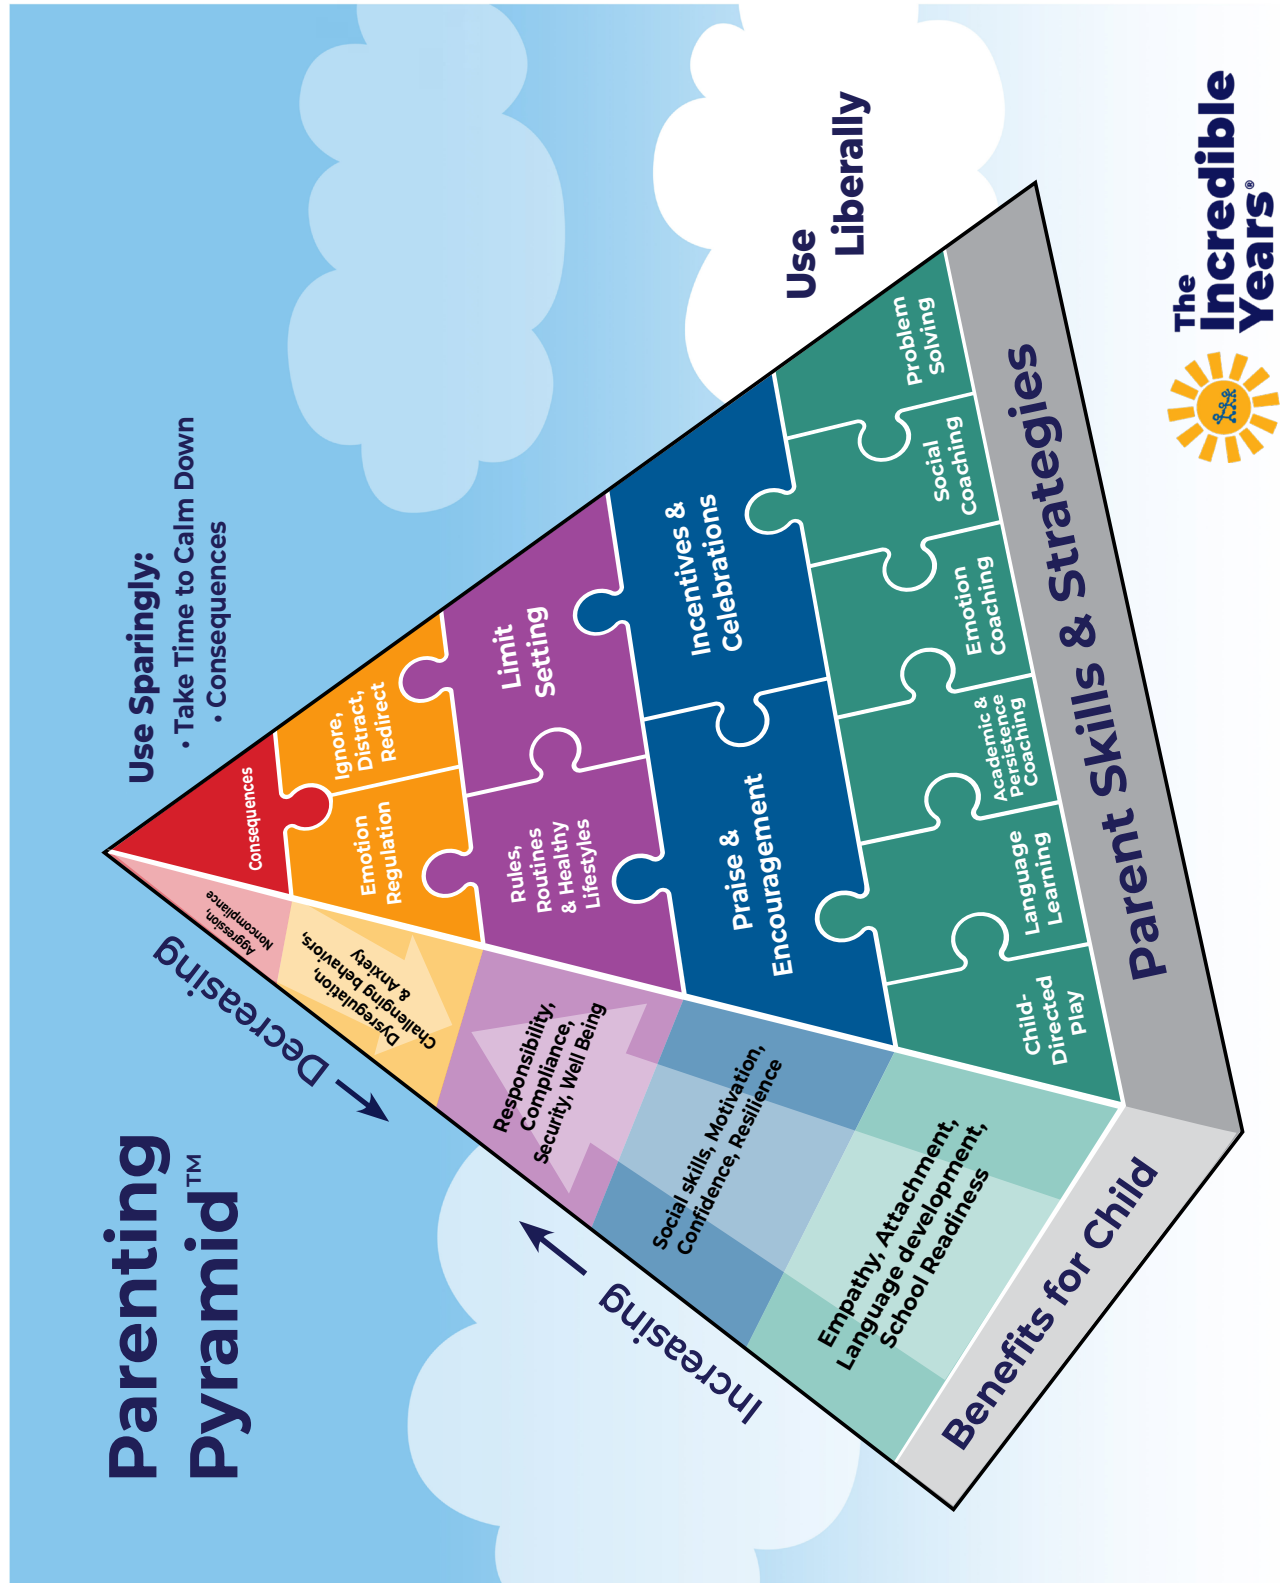 Parenting
Pyramid™
Use Sparingly:
• Take Time to Calm Down
• Consequences
Use
Liberally
Decreasing
Increasing
Aggression,
Noncompliance
Dysregulation,
Challenging behaviors,
& Anxiety
Responsibility,
Compliance,
Security, Well Being
Social skills, Motivation,
Confidence, Resilience
Empathy, Attachment,
Language development,
School Readiness
Benefits for Child
Consequences
Emotion
Regulation
Ignore,
Distract,
Redirect
Rules,
Routines
& Healthy
Lifestyles
Limit
Setting
Praise &
Encouragement
Incentives &
Celebrations
Child-
Directed
Play
Language
Learning
Academic &
Persistence
Coaching
Emotion
Coaching
Social
Coaching
Problem
Solving
Parent Skills & Strategies
The
Incredible
Years®